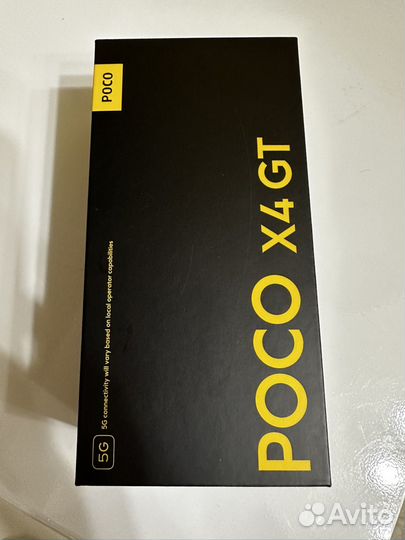 POCO
POCO X4 GT
5G connectivity will vary based on local operator capabilities
5G
Avito